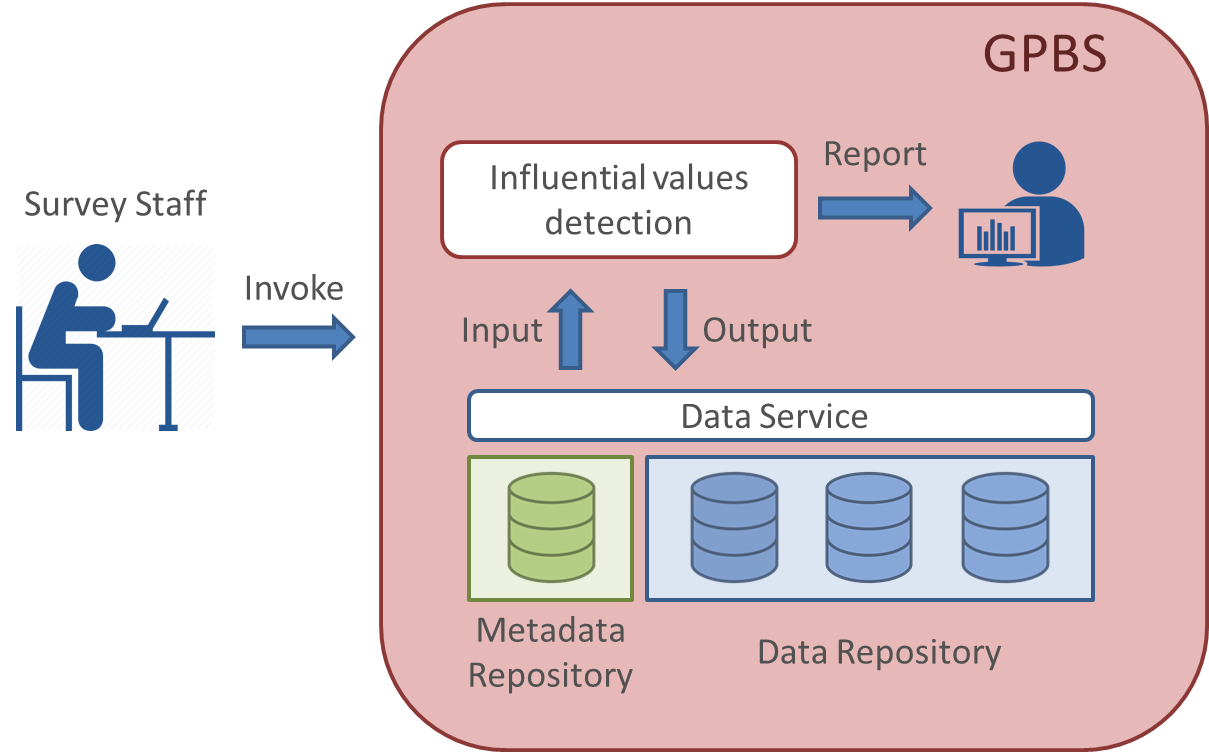 GPBS
Survey Staff
Invoke
Influential values
detection
Report
Input
Output
Data Service
Metadata
Repository
Data Repository